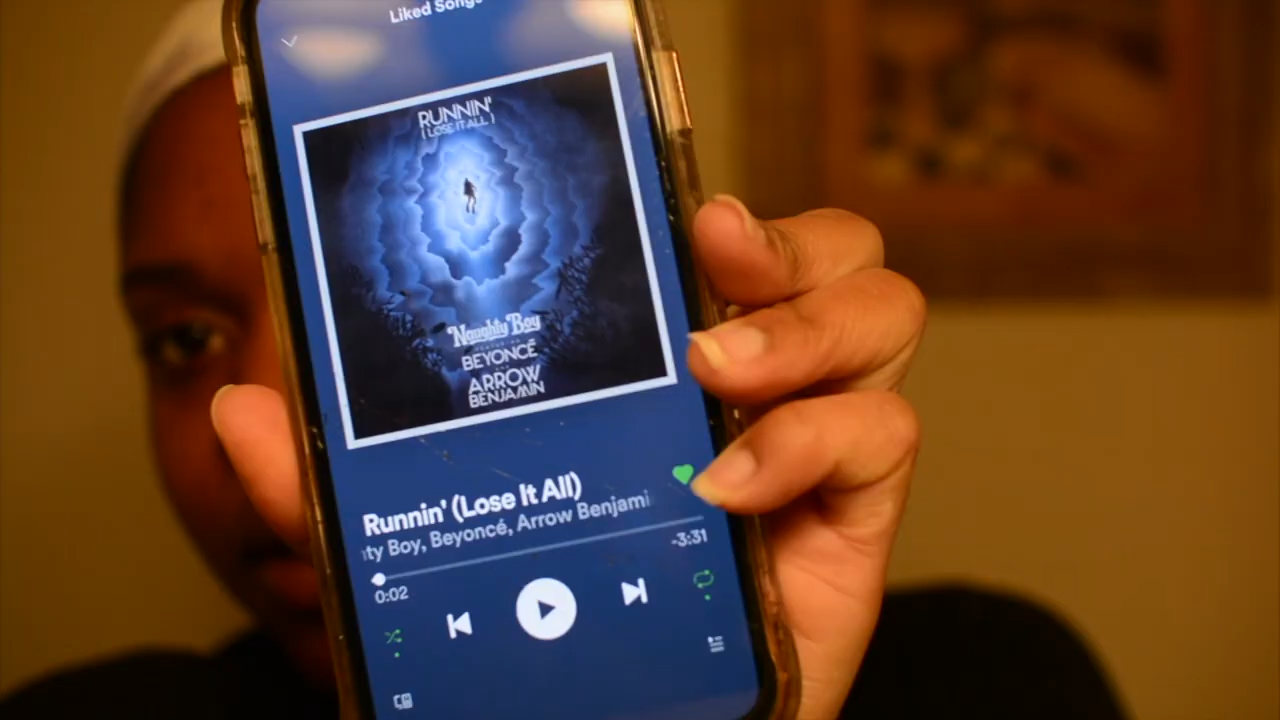 Liked Songs
RUNNIN'
( LOSE IT ALL )
Naughty Boy
FEATURING
BEYONCÉ
ARROW
BENJAMIN
Runnin' (Lose It All)
ty Boy, Beyoncé, Arrow Benjami
0:02
-3:31